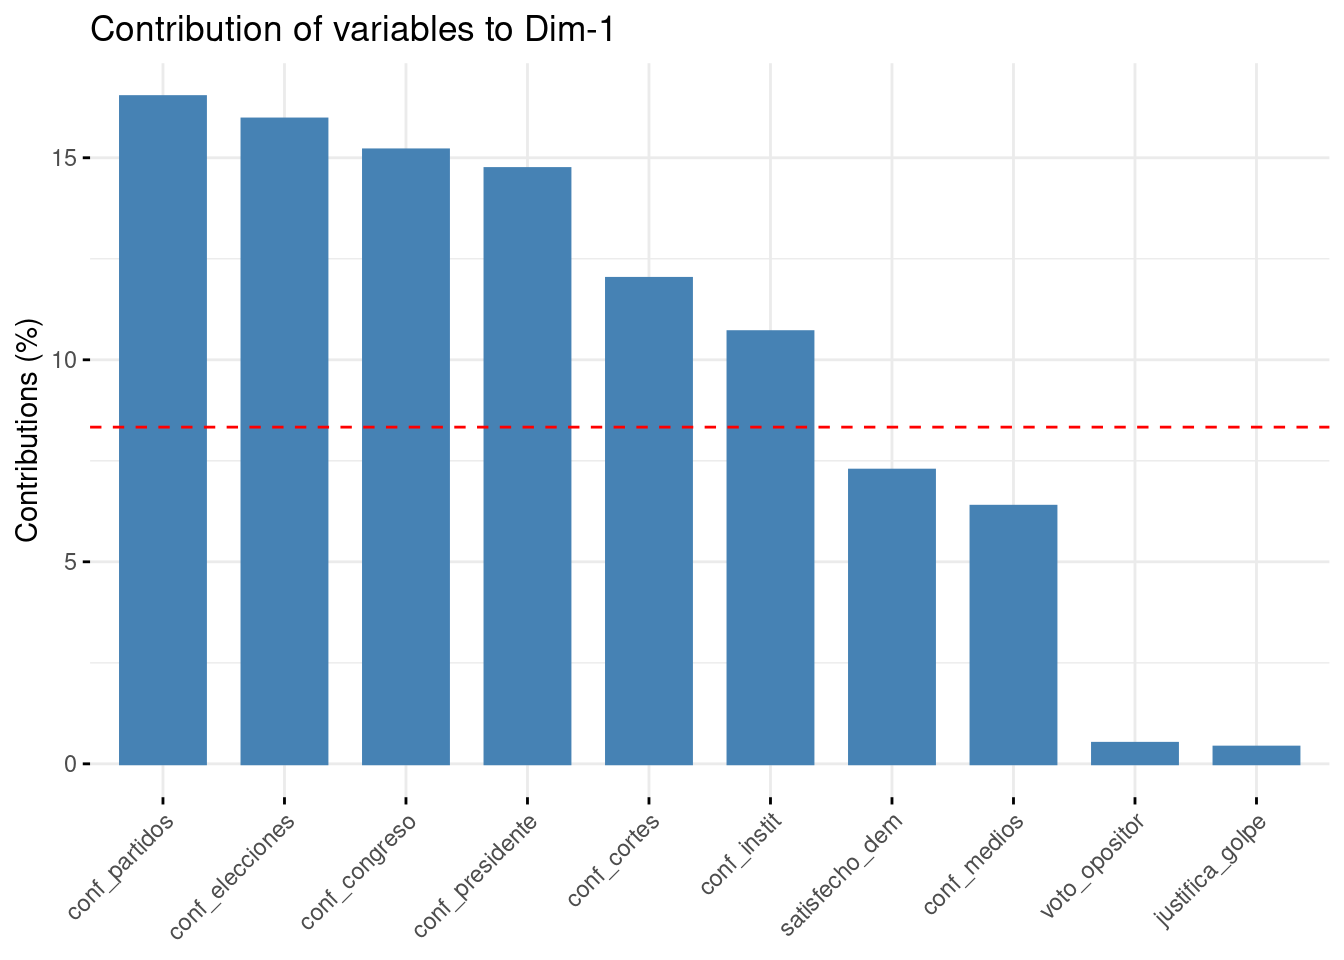 Contribution of variables to Dim-1
Contributions (%)
15
10
5
0
conf_partidos
conf_elecciones
conf_congreso
conf_presidente
conf_cortes
conf_instit
satisfecho_dem
conf_medios
voto_opositor
justifica_golpe